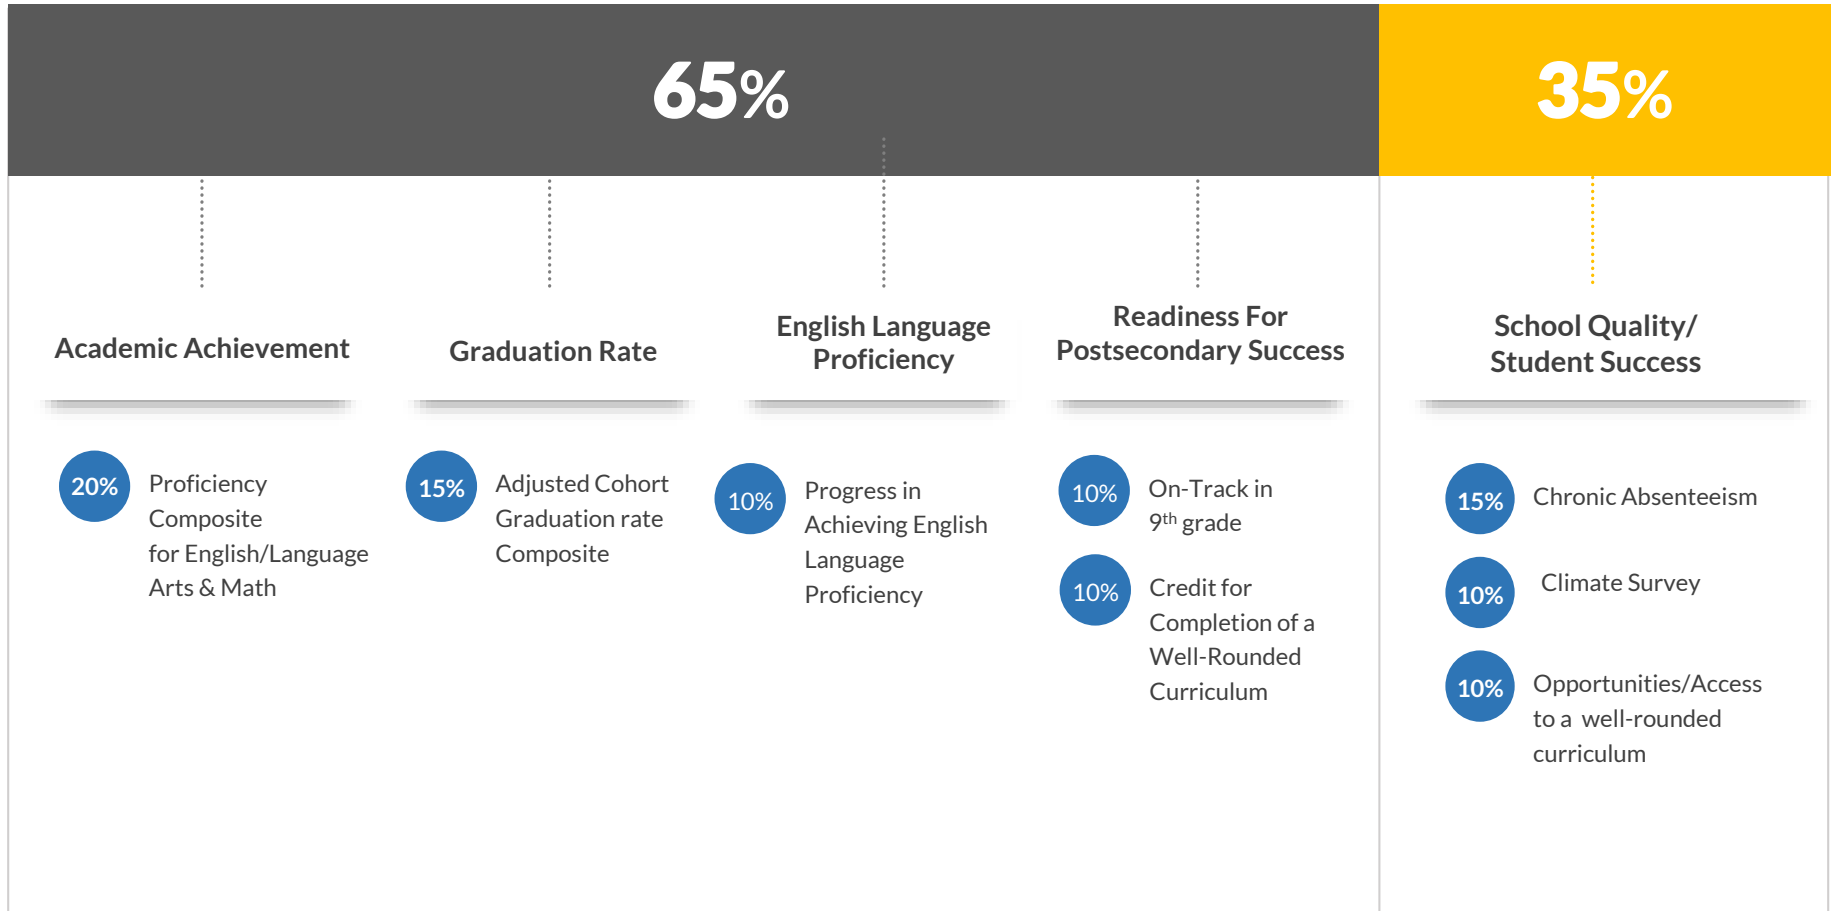 65%
35%
Academic Achievement
20%
Proficiency
Composite
for English/Language
Arts & Math
Graduation Rate
15%
Adjusted Cohort
Graduation rate
Composite
English Language
Proficiency
10%
Progress in
Achieving English
Language
Proficiency
Readiness For
Postsecondary Success
10%
On-Track in
9th grade
10%
Credit for
Completion of a
Well-Rounded
Curriculum
School Quality/
Student Success
15%
Chronic Absenteeism
10%
Climate Survey
10%
Opportunities/Access
to a well-rounded
curriculum